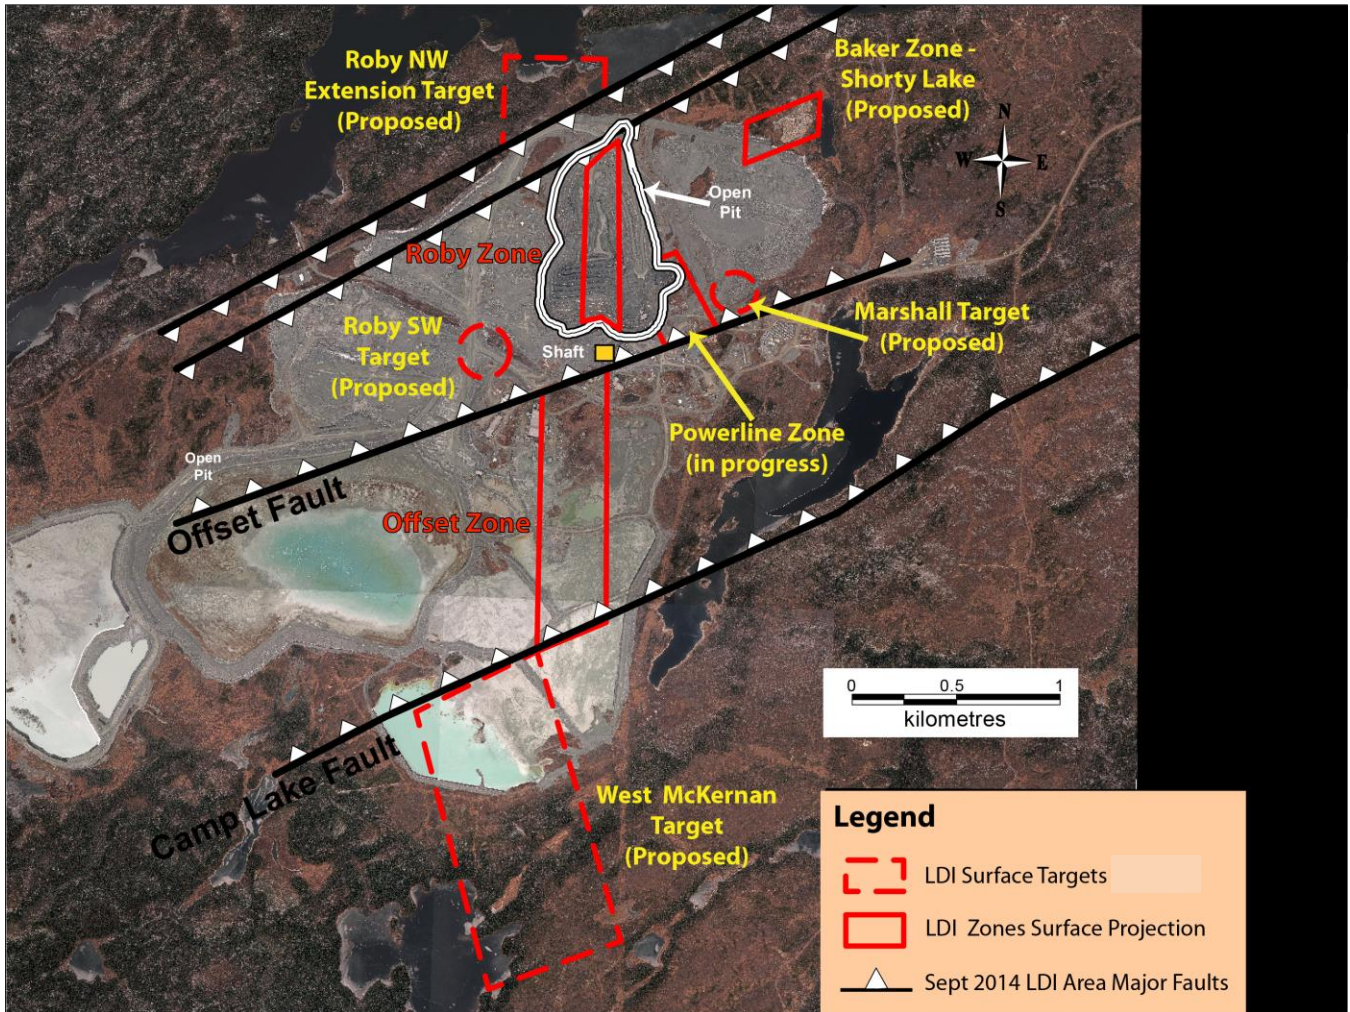 Roby NW
Extension Target
(Proposed)
Baker Zone -
Shorty Lake
(Proposed)
N
W
E
S
Open
Pit
Roby Zone
Roby SW
Target
(Proposed)
Shaft
Marshall Target
(Proposed)
Powerline Zone
(in progress)
Open
Pit
Offset Fault
Offset Zone
0
0.5
1
kilometres
Camp Lake Fault
West McKernan
Target
(Proposed)
Legend
LDI Surface Targets
LDI Zones Surface Projection
Sept 2014 LDI Area Major Faults